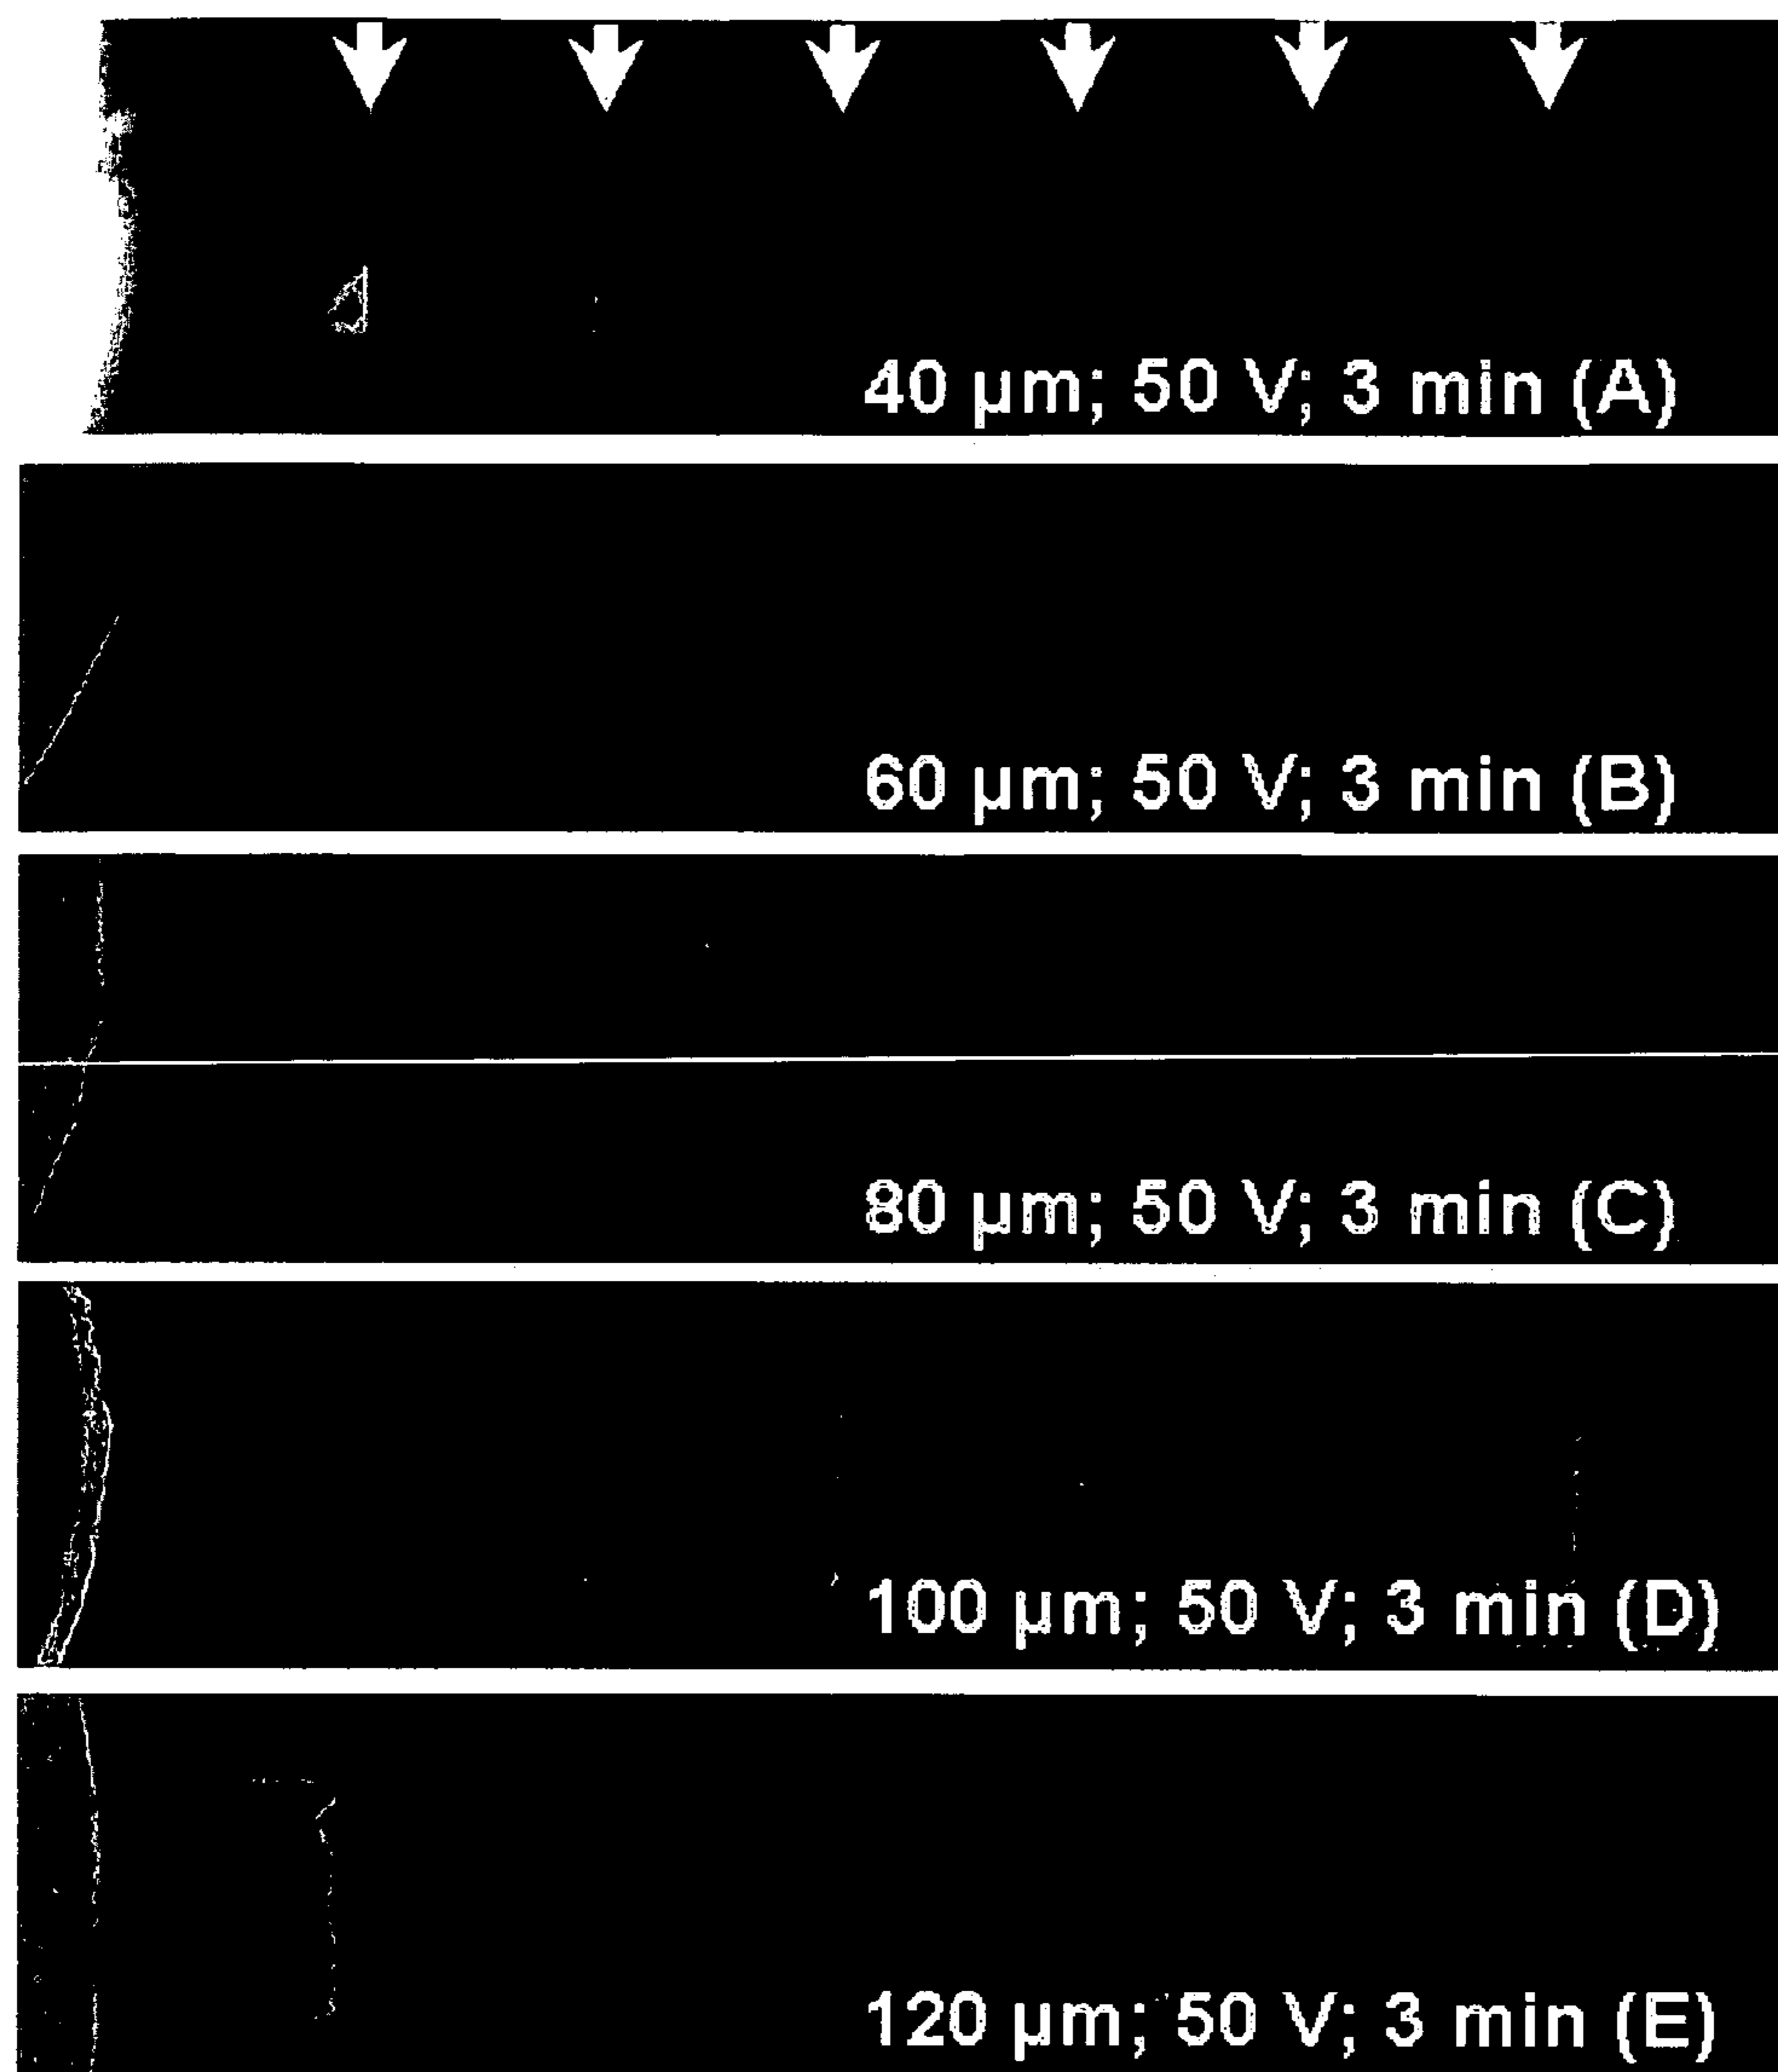 40 µm; 50 V; 3 min (A)
60 µm; 50 V; 3 min (B)
80 µm; 50 V; 3 min (C)
100 µm; 50 V; 3 min (D)
120 µm; 50 V; 3 min (E)